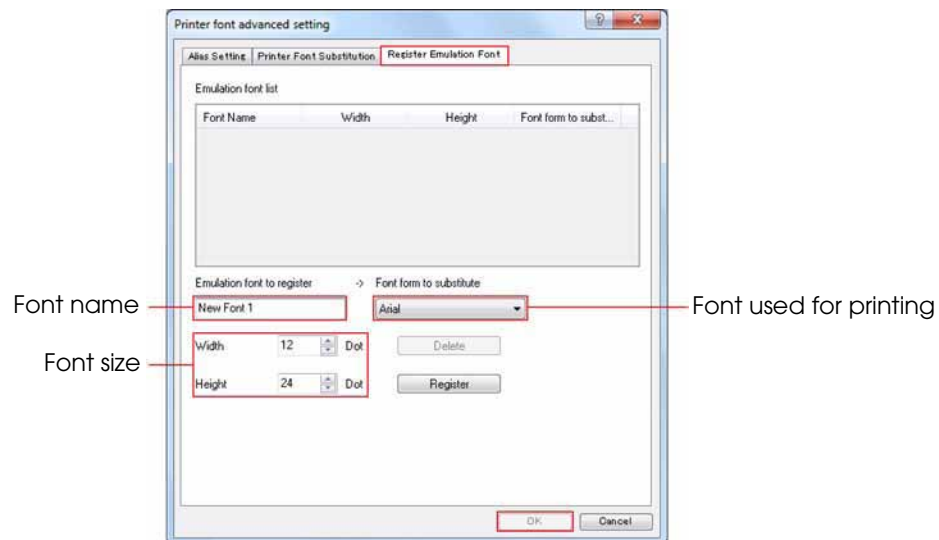 Printer font advanced setting
Alias Setting Printer Font Substitution Register Emulation Font
Emulation font list
Font Name Width Height Font form to subst...
Emulation font to register -> Font form to substitute
Font name New Font 1 Arial Font used for printing
Width 12 Dot Delete
Font size
Height 24 Dot Register
OK Cancel